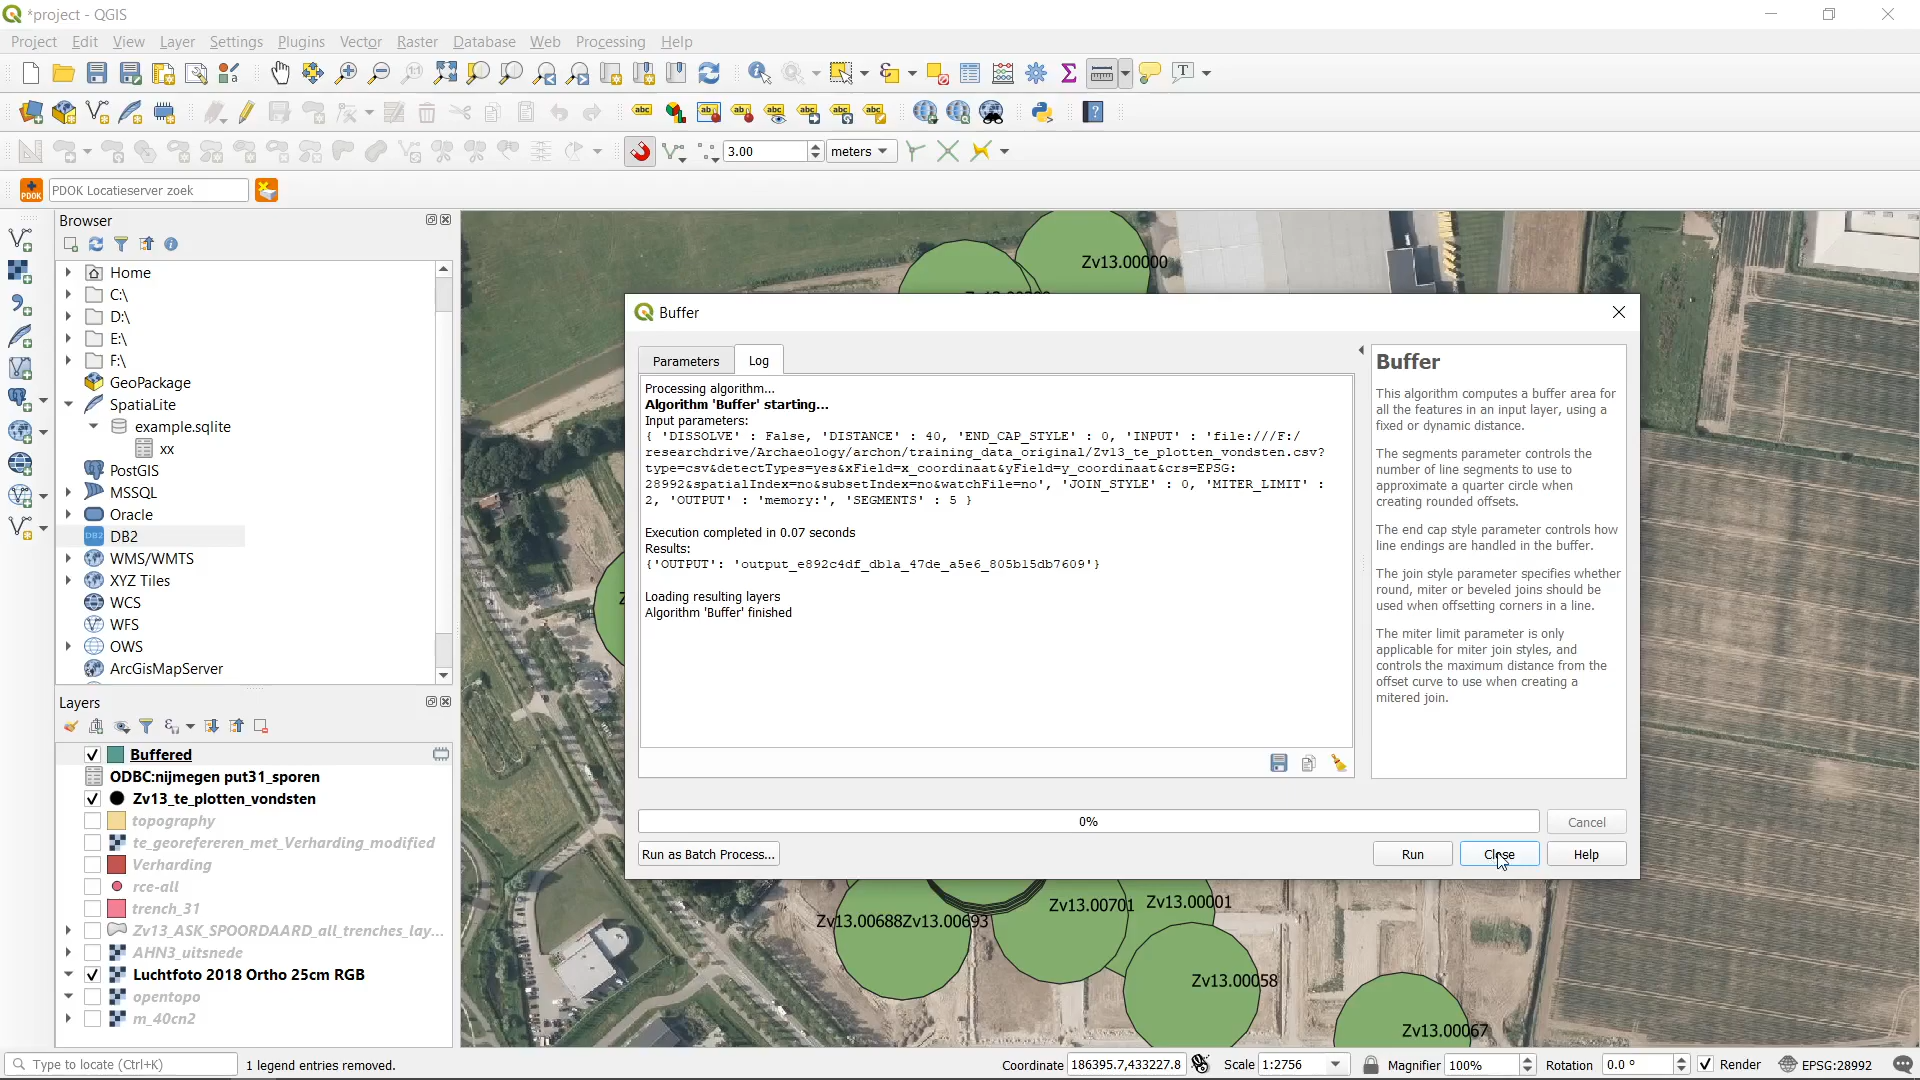 *project - QGIS
Project Edit View Layer Settings Plugins Vector Raster Database Web Processing Help
3.00 meters
PDOK Locatieserver zoek
Browser
Home
C:\
D:\
E:\
F:\
GeoPackage
SpatiaLite
example.sqlite
xx
PostGIS
MSSQL
Oracle
DB2
WMS/WMTS
XYZ Tiles
WCS
WFS
OWS
ArcGisMapServer
Layers
Buffered
ODBC:nijmegen put31_sporen
Zv13_te_plotten_vondsten
topography
te_georefereren_met_Verharding_modified
Verharding
rce-all
trench_31
Zv13_ASK_SPOORDAARD_all_trenches_lay...
AHN3_uitsnede
Luchtfoto 2018 Ortho 25cm RGB
opentopo
m_40cn2
Zv13.00000
Buffer
Parameters Log
Processing algorithm...
Algorithm 'Buffer' starting...
Input parameters:
{ 'DISSOLVE' : False, 'DISTANCE' : 40, 'END_CAP_STYLE' : 0, 'INPUT' : 'file:///F:/
researchdrive/Archaeology/archon/training_data_original/Zv13_te_plotten_vondsten.csv?
type=csv&detectTypes=yes&xField=x_coordinaat&yField=y_coordinaat&crs=EPSG:
28992&spatialIndex=no&subsetIndex=no&watchFile=no', 'JOIN_STYLE' : 0, 'MITER_LIMIT' :
2, 'OUTPUT' : 'memory:', 'SEGMENTS' : 5 }
Execution completed in 0.07 seconds
Results:
{'OUTPUT': 'output_e892c4df_db1a_47de_a5e6_805b15db7609'}
Loading resulting layers
Algorithm 'Buffer' finished
Buffer
This algorithm computes a buffer area for
all the features in an input layer, using a
fixed or dynamic distance.
The segments parameter controls the
number of line segments to use to
approximate a quarter circle when
creating rounded offsets.
The end cap style parameter controls how
line endings are handled in the buffer.
The join style parameter specifies whether
round, miter or beveled joins should be
used when offsetting corners in a line.
The miter limit parameter is only
applicable for miter join styles, and
controls the maximum distance from the
offset curve to use when creating a
mitered join.
0%
Cancel
Run as Batch Process...
Run
Close
Help
Zv13.00688Zv13.00693
Zv13.00701
Zv13.00001
Zv13.00058
Zv13.00067
Type to locate (Ctrl+K)
1 legend entries removed.
Coordinate 186395.7,433227.8 Scale 1:2756 Magnifier 100% Rotation 0.0 ° Render EPSG:28992